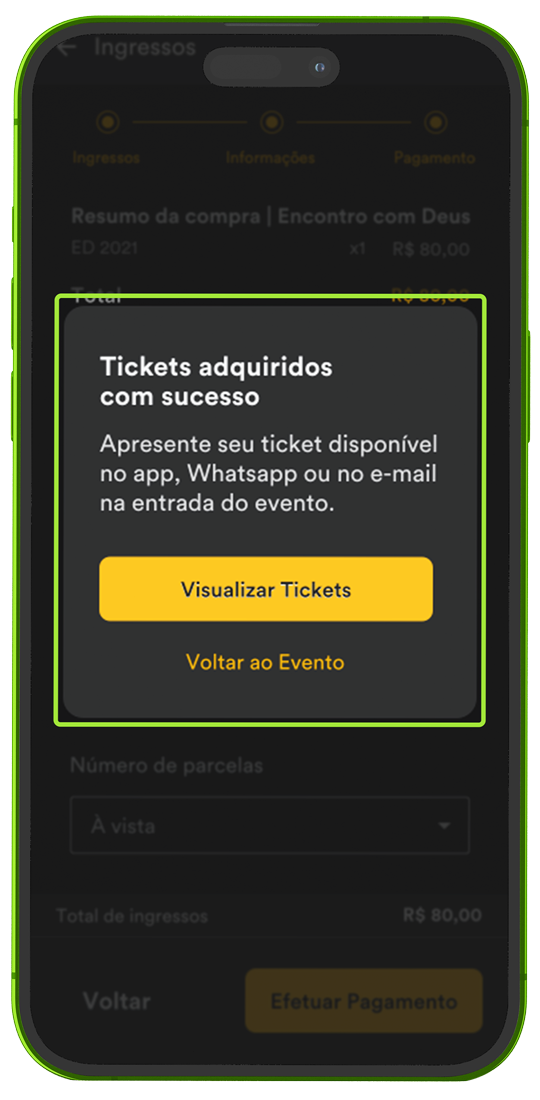 Ingressos
Ingressos Informações Pagamento
Resumo da compra | Encontro com Deus
ED 2021 x1 R$ 80,00
Total R$ 80,00
Tickets adquiridos
com sucesso
Apresente seu ticket disponível
no app, Whatsapp ou no e-mail
na entrada do evento.
Visualizar Tickets
Voltar ao Evento
Número de parcelas
À vista
Total de ingressos R$ 80,00
Voltar Efetuar Pagamento